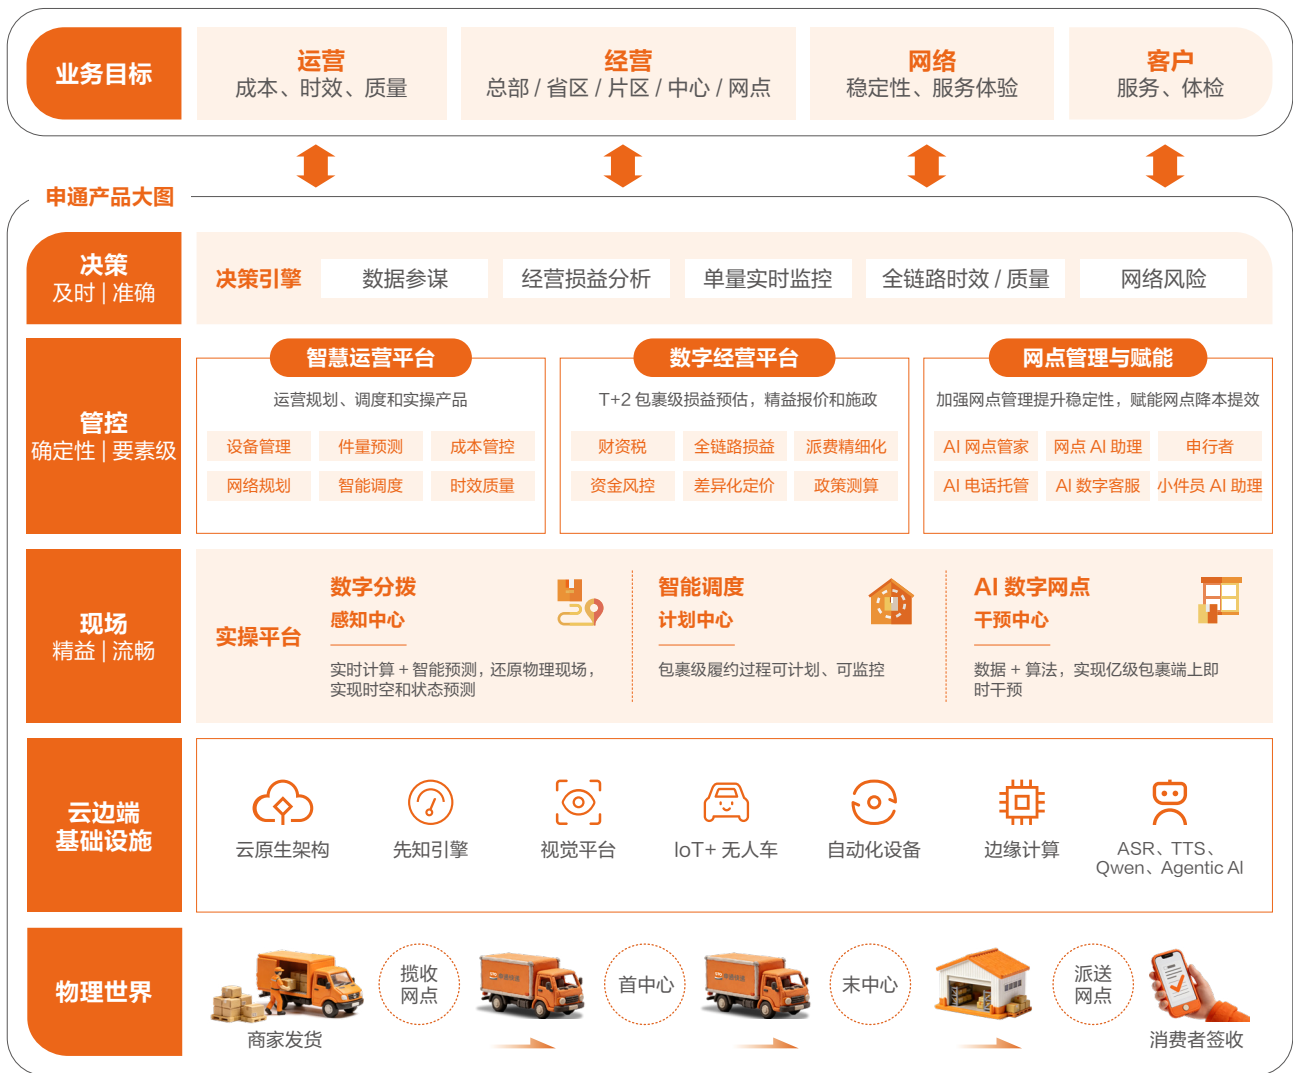 业务目标
运营
成本、时效、质量
经营
总部 / 省区 / 片区 / 中心 / 网点
网络
稳定性、服务体验
客户
服务、体检
申通产品大图
决策
及时 | 准确
决策引擎
数据参谋
经营损益分析
单量实时监控
全链路时效 / 质量
网络风险
管控
确定性 | 要素级
智慧运营平台
运营规划、调度和实操产品
设备管理
件量预测
成本管控
网络规划
智能调度
时效质量
数字经营平台
T+2 包裹级损益预估，精益报价和施政
财资税
全链路损益
派费精细化
资金风控
差异化定价
政策测算
网点管理与赋能
加强网点管理提升稳定性，赋能网点降本提效
AI 网点管家
网点 AI 助理
申行者
AI 电话托管
AI 数字客服
小件员 AI 助理
现场
精益 | 流畅
实操平台
数字分拨
感知中心
实时计算 + 智能预测，还原物理现场，
实现时空和状态预测
智能调度
计划中心
包裹级履约过程可计划、可监控
AI 数字网点
干预中心
数据 + 算法，实现亿级包裹端上即
时干预
云边端
基础设施
云原生架构
先知引擎
视觉平台
IoT+ 无人车
自动化设备
边缘计算
ASR、TTS、
Qwen、Agentic AI
物理世界
商家发货
揽收
网点
首中心
末中心
派送
网点
消费者签收